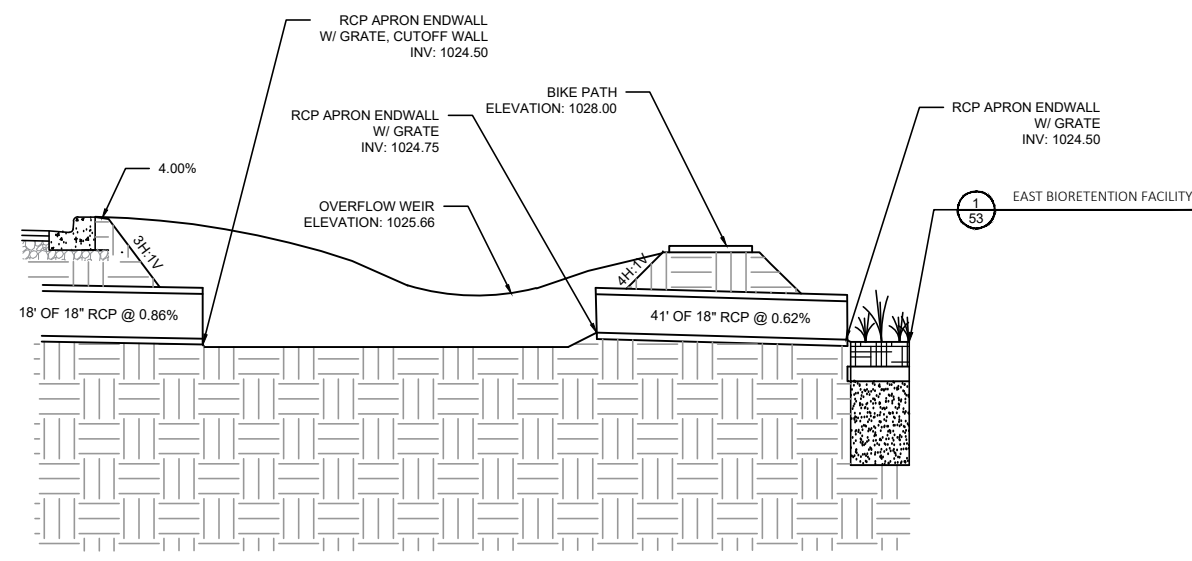 RCP APRON ENDWALL
W/ GRATE, CUTOFF WALL
INV: 1024.50
BIKE PATH
ELEVATION: 1028.00
RCP APRON ENDWALL
W/ GRATE
INV: 1024.75
RCP APRON ENDWALL
W/ GRATE
INV: 1024.50
4.00%
OVERFLOW WEIR
ELEVATION: 1025.66
1
53
EAST BIORETENTION FACILITY
3H:1V
4H:1V
18' OF 18" RCP @ 0.86%
41' OF 18" RCP @ 0.62%